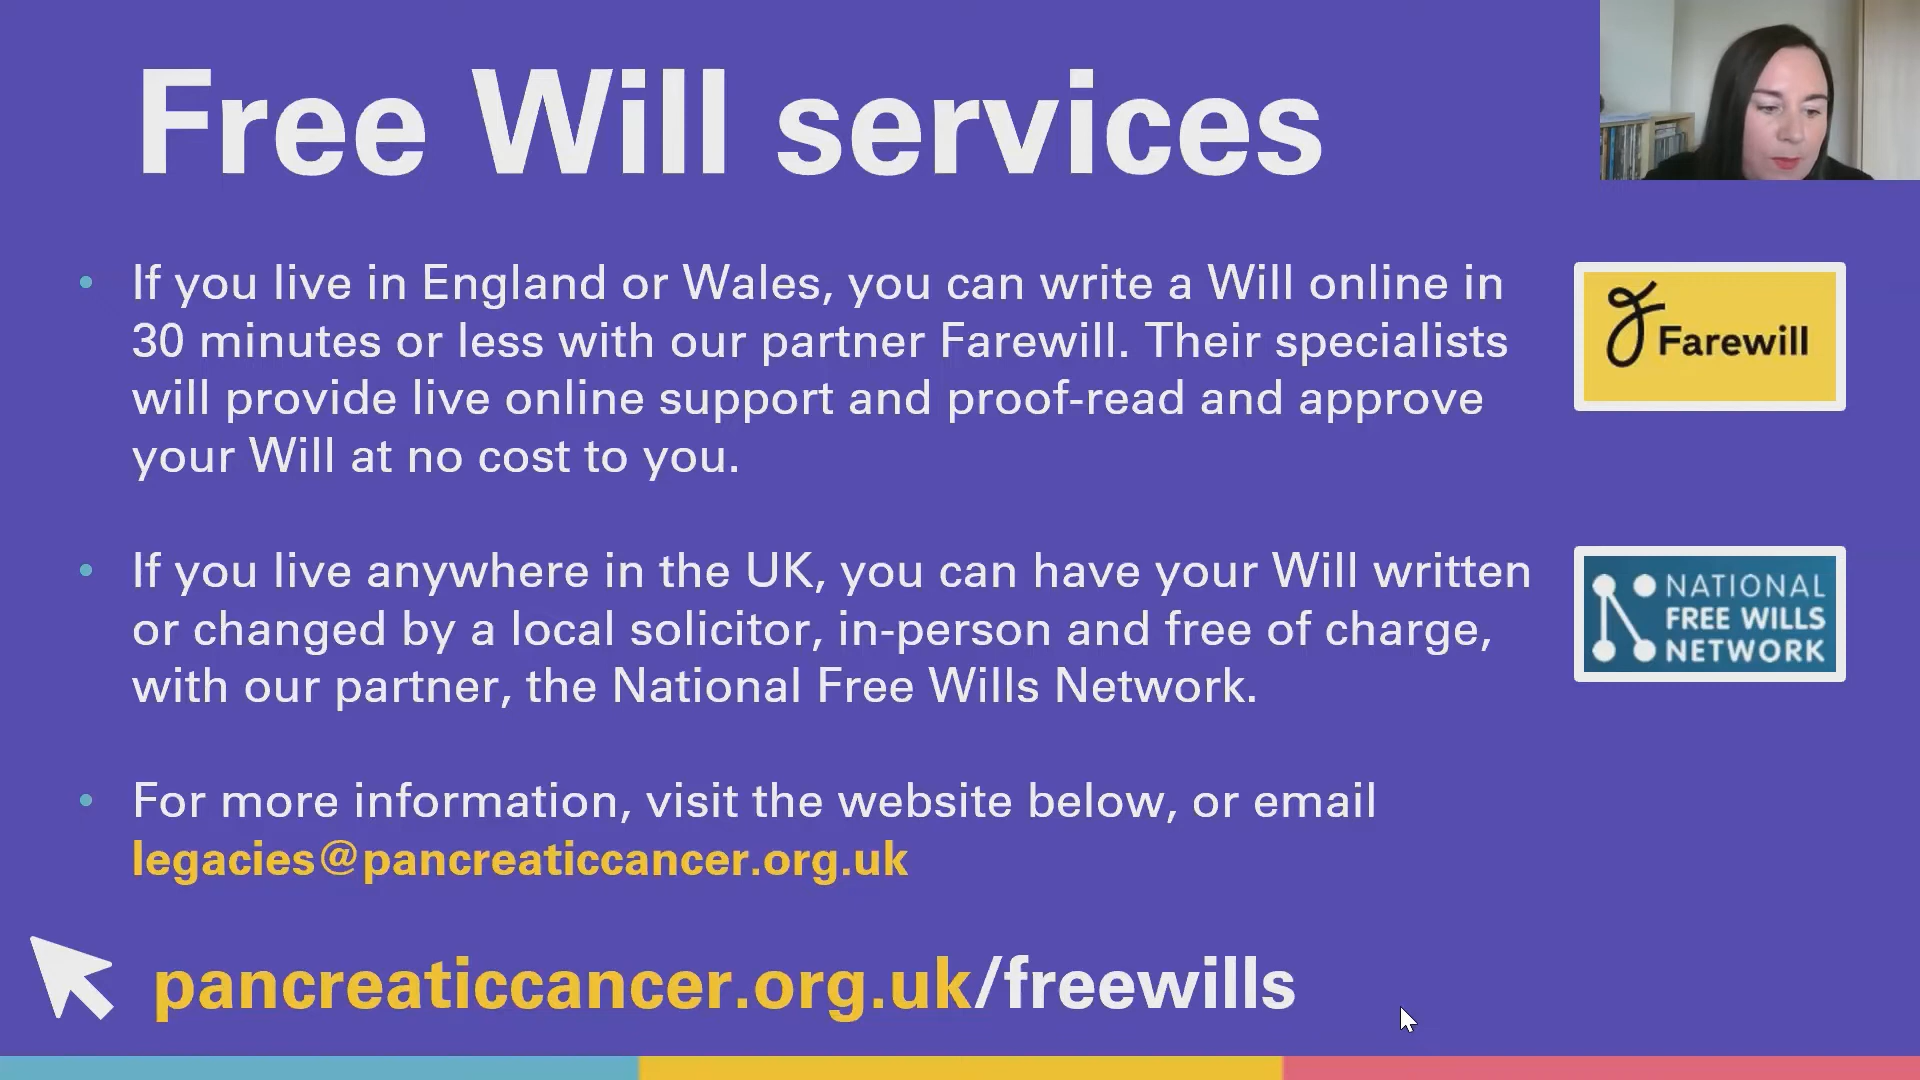 Free Will services
If you live in England or Wales, you can write a Will online in
30 minutes or less with our partner Farewill. Their specialists
will provide live online support and proof-read and approve
your Will at no cost to you.
Farewill
If you live anywhere in the UK, you can have your Will written
or changed by a local solicitor, in-person and free of charge,
with our partner, the National Free Wills Network.
NATIONAL
FREE WILLS
NETWORK
For more information, visit the website below, or email
legacies@pancreaticcancer.org.uk
pancreaticcancer.org.uk/freewills